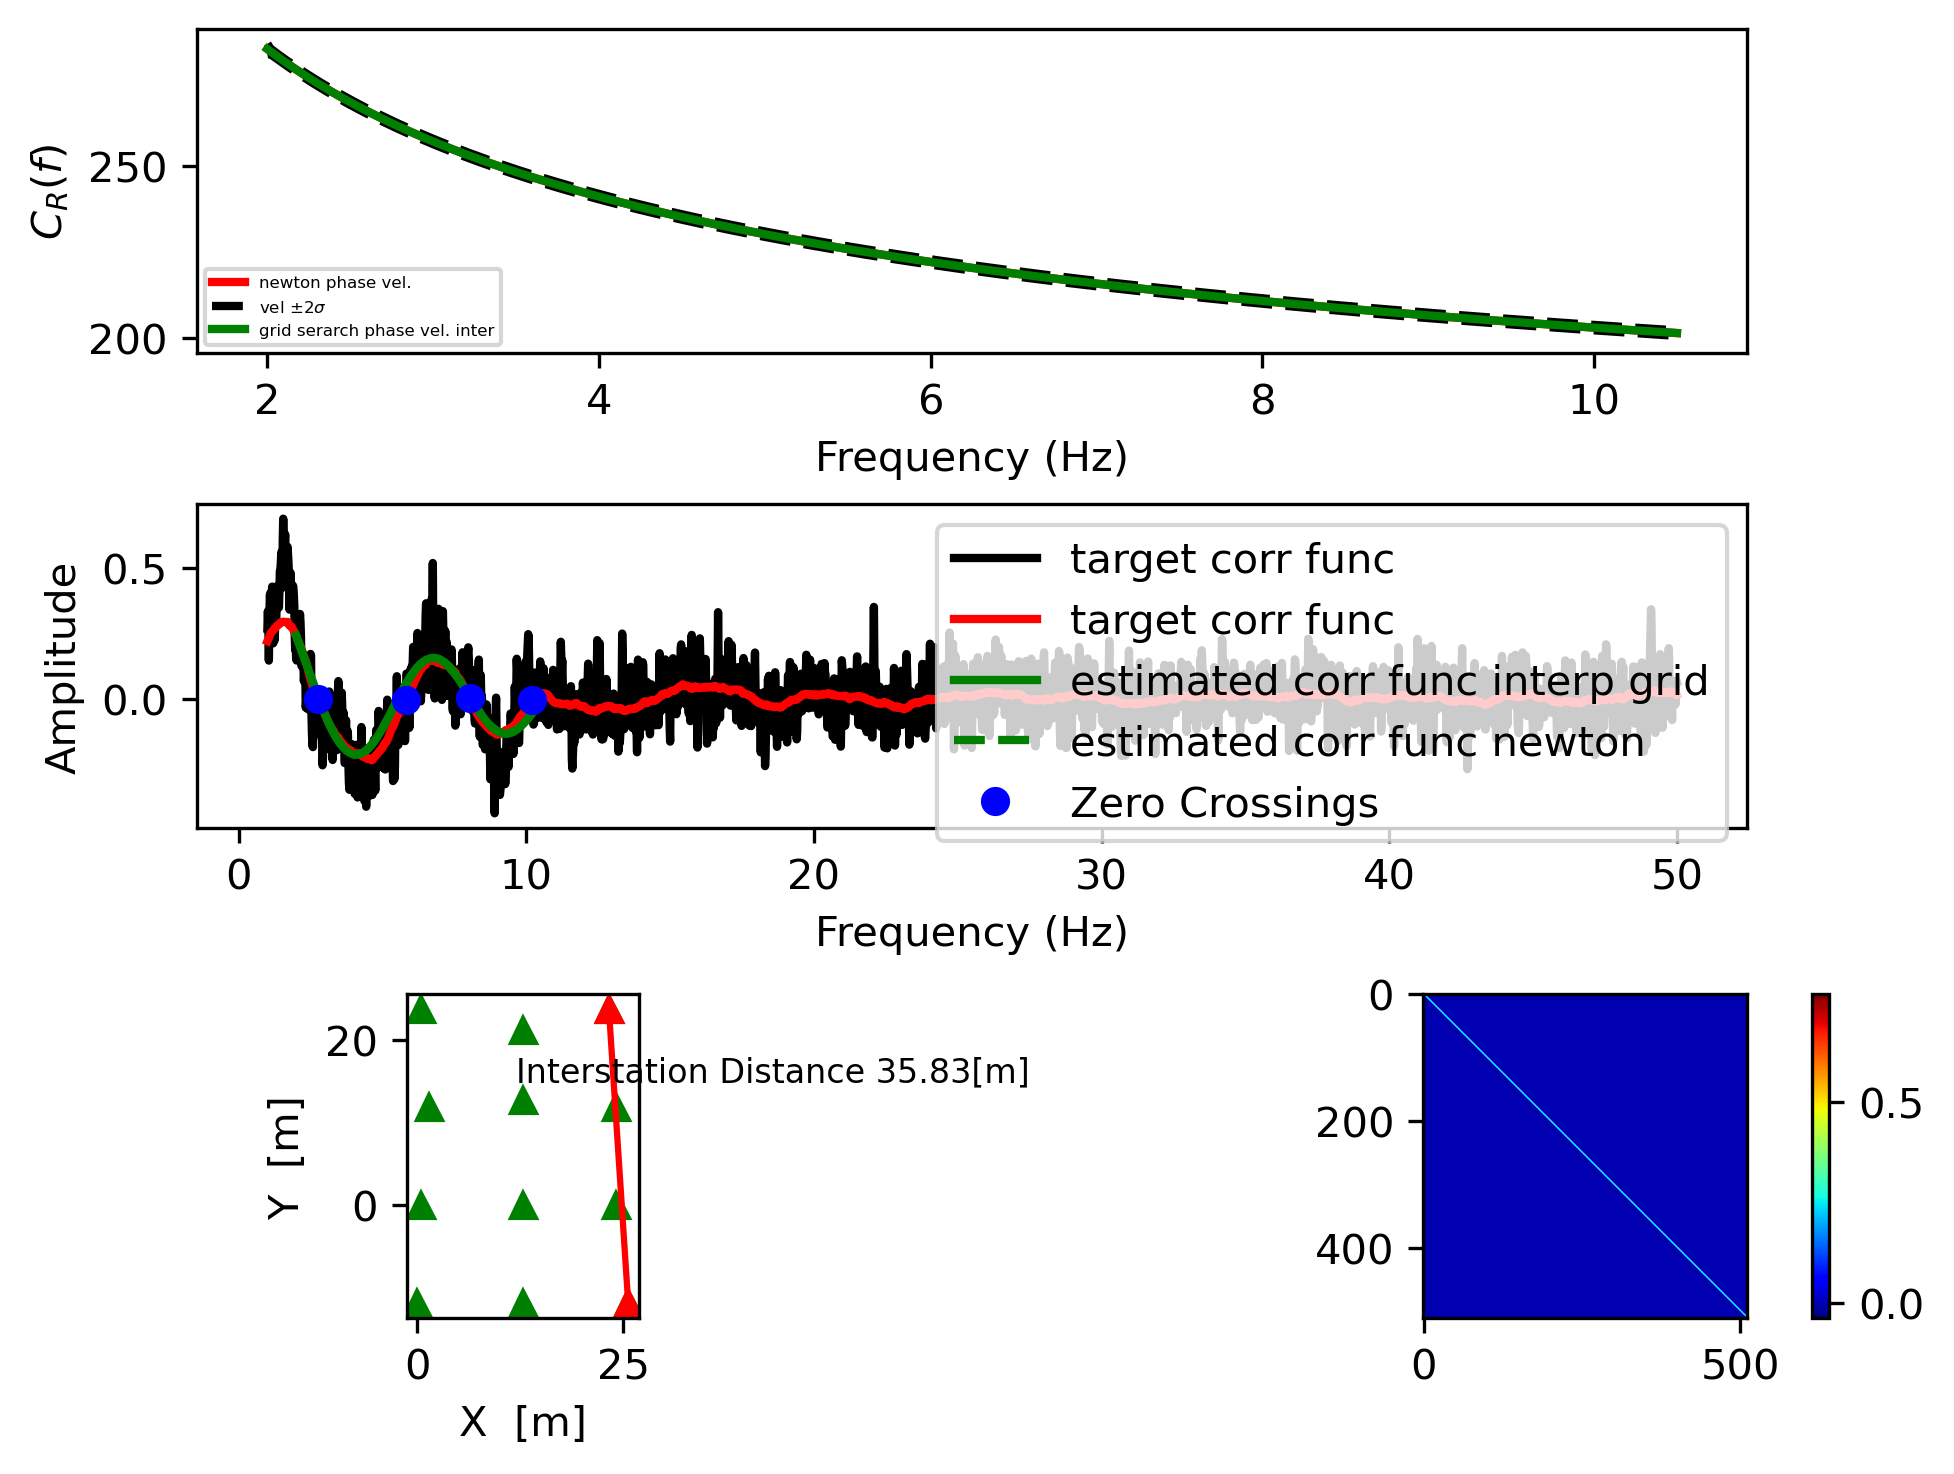 250
200
C_R(f)
newton phase vel.
vel ±2σ
grid serarch phase vel. inter
2 4 6 8 10
Frequency (Hz)
0.5
0.0
Amplitude
target corr func
target corr func
estimated corr func interp grid
estimated corr func newton
Zero Crossings
0 10 20 30 40 50
Frequency (Hz)
20
0
Y [m]
Interstation Distance 35.83[m]
0 25
X [m]
0
200
400
0 500
0.5
0.0